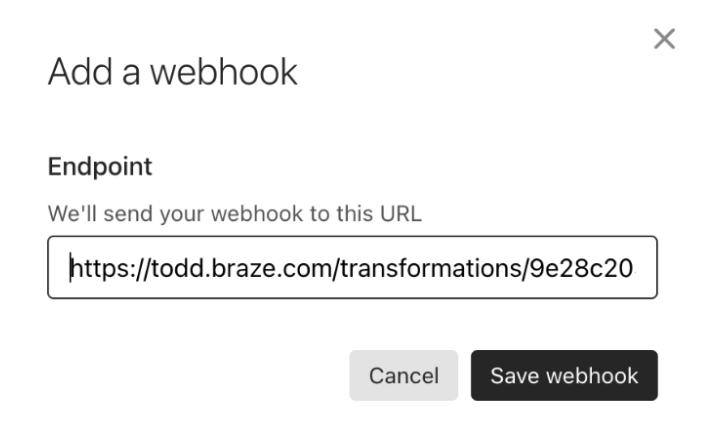 Add a webhook
Endpoint
We'll send your webhook to this URL
https://todd.braze.com/transformations/9e28c20
Cancel
Save webhook